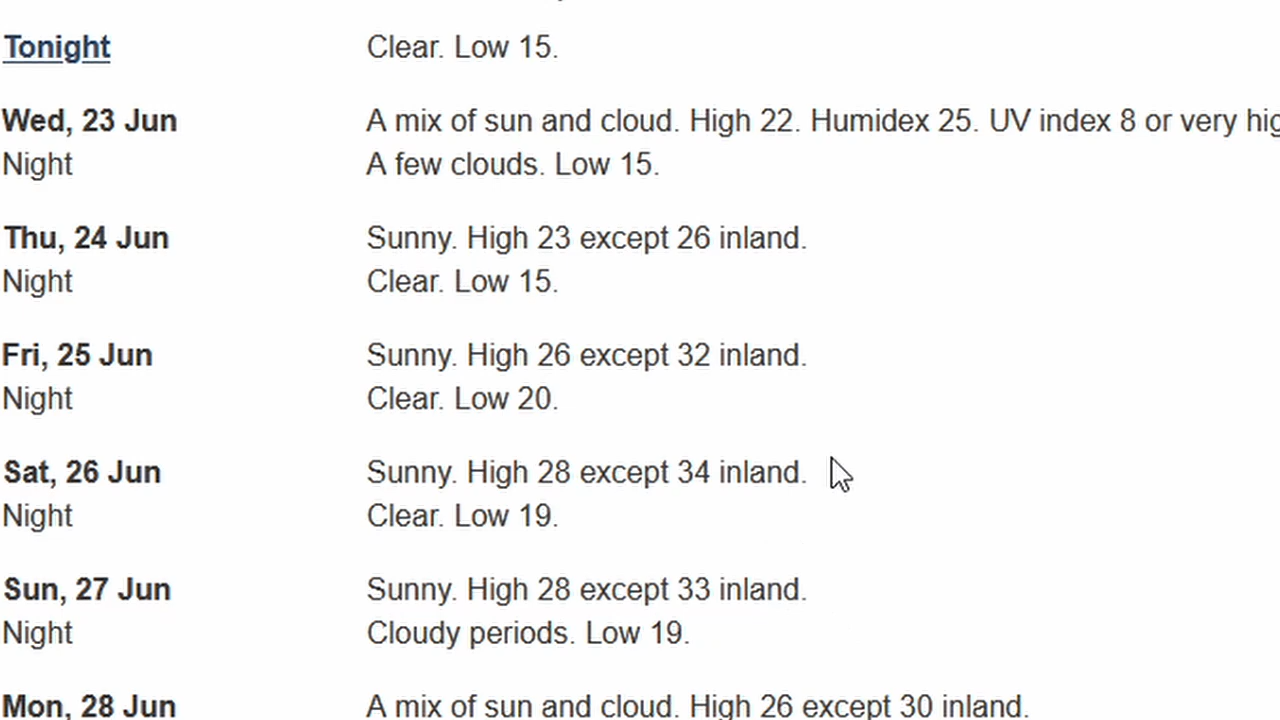 Tonight Clear. Low 15.
Wed, 23 Jun A mix of sun and cloud. High 22. Humidex 25. UV index 8 or very
Night A few clouds. Low 15.
Thu, 24 Jun Sunny. High 23 except 26 inland.
Night Clear. Low 15.
Fri, 25 Jun Sunny. High 26 except 32 inland.
Night Clear. Low 20.
Sat, 26 Jun Sunny. High 28 except 34 inland.
Night Clear. Low 19.
Sun, 27 Jun Sunny. High 28 except 33 inland.
Night Cloudy periods. Low 19.
Mon, 28 Jun A mix of sun and cloud. High 26 except 30 inland.